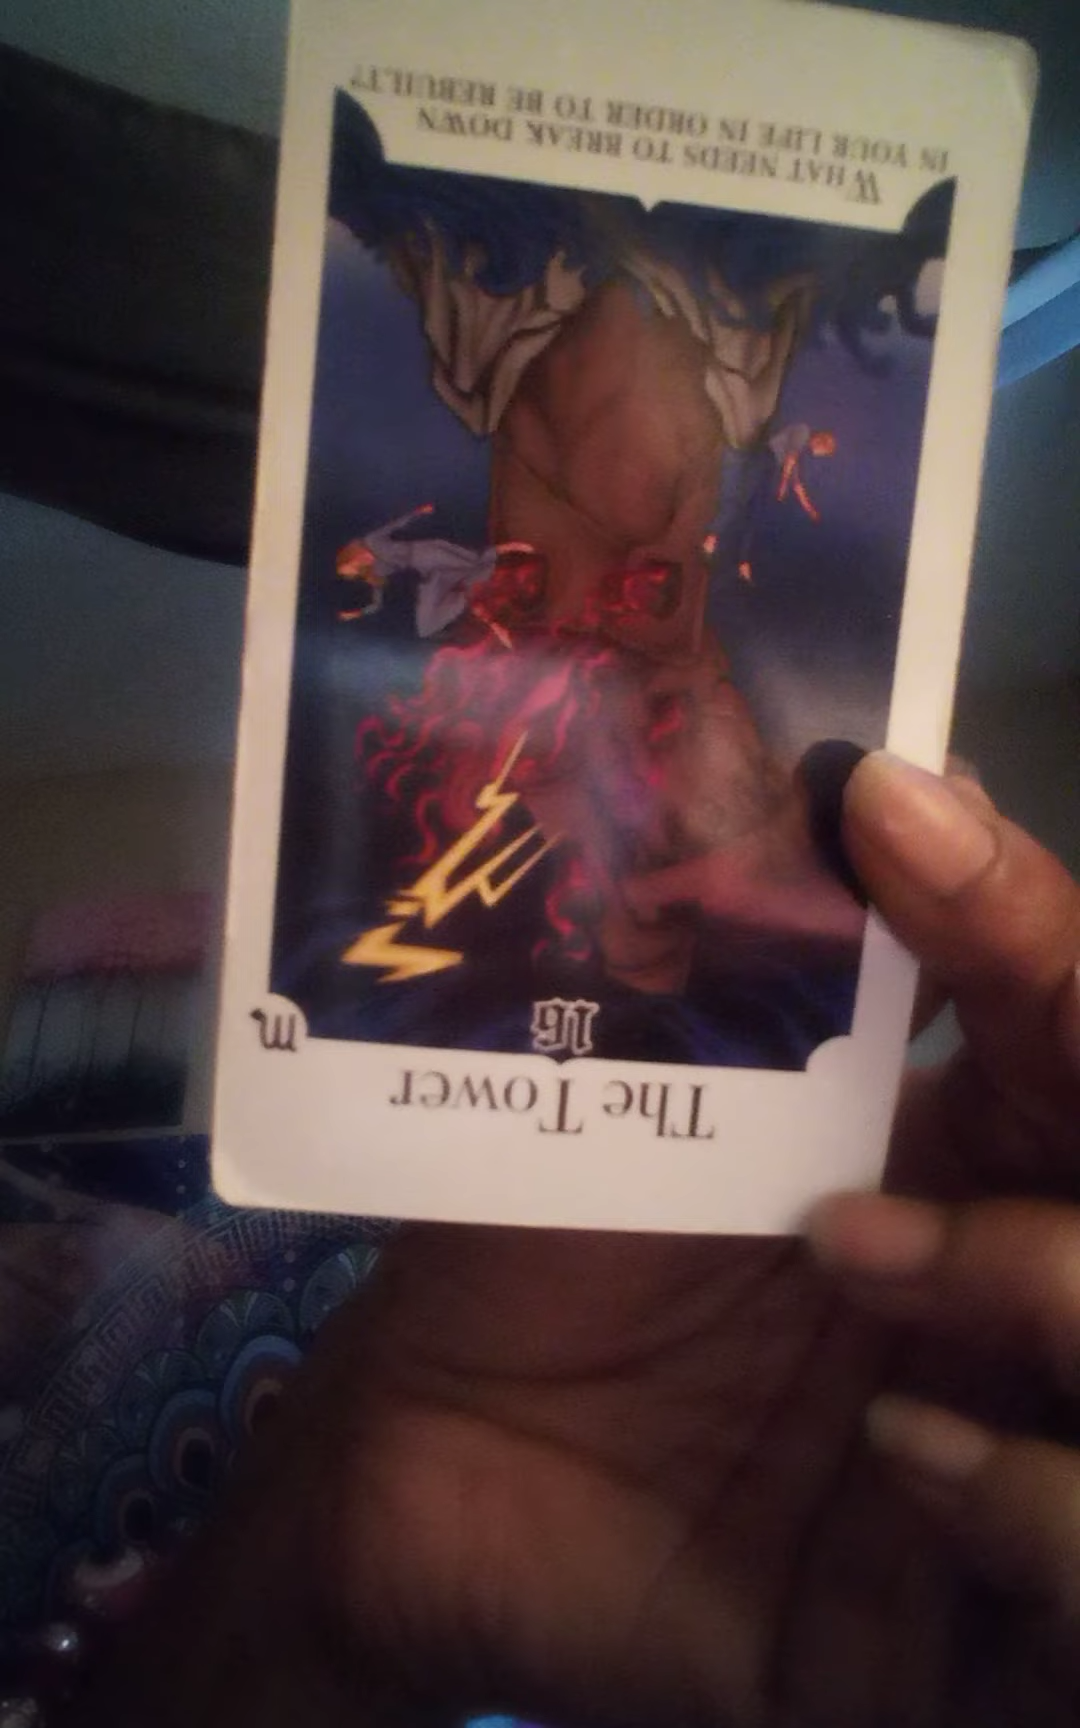 The Tower
16
WHAT NEEDS TO BREAK DOWN
IN YOUR LIFE IN ORDER TO BE REBUILT?